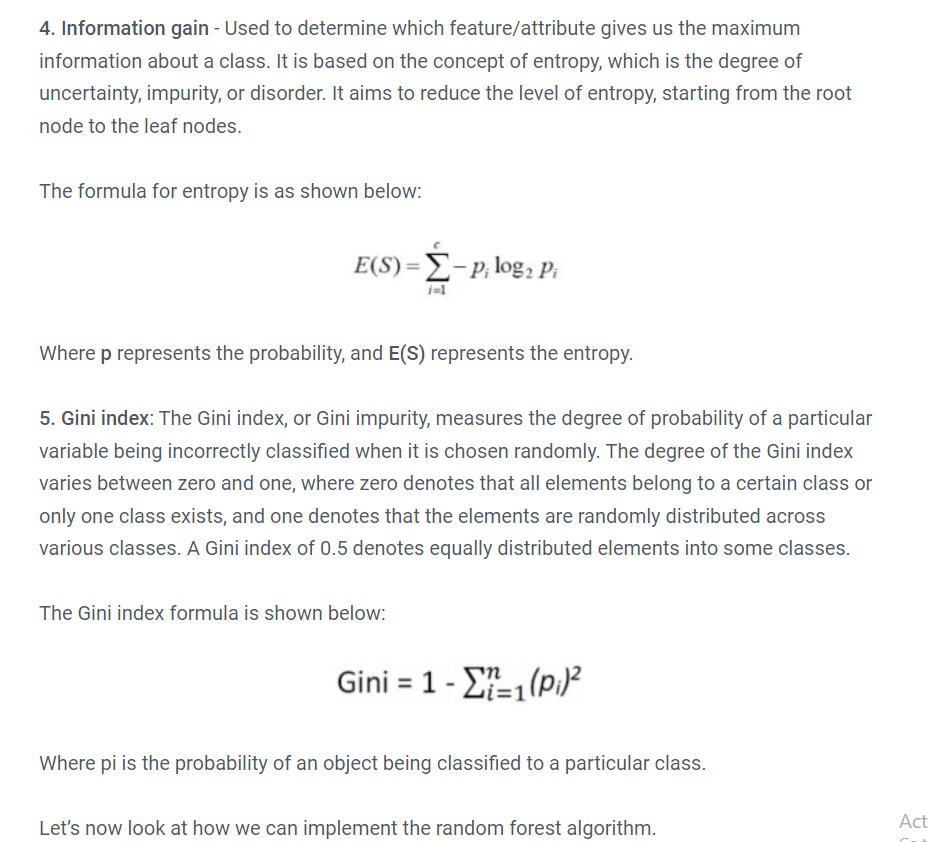 4. Information gain - Used to determine which feature/attribute gives us the maximum
information about a class. It is based on the concept of entropy, which is the degree of
uncertainty, impurity, or disorder. It aims to reduce the level of entropy, starting from the root
node to the leaf nodes.
The formula for entropy is as shown below:
E(S) = ∑_{i=1}^{c} − p_i log₂ p_i
Where p represents the probability, and E(S) represents the entropy.
5. Gini index: The Gini index, or Gini impurity, measures the degree of probability of a particular
variable being incorrectly classified when it is chosen randomly. The degree of the Gini index
varies between zero and one, where zero denotes that all elements belong to a certain class or
only one class exists, and one denotes that the elements are randomly distributed across
various classes. A Gini index of 0.5 denotes equally distributed elements into some classes.
The Gini index formula is shown below:
Gini = 1 - ∑_{i=1}^{n} (p_i)²
Where pi is the probability of an object being classified to a particular class.
Let's now look at how we can implement the random forest algorithm.
Act